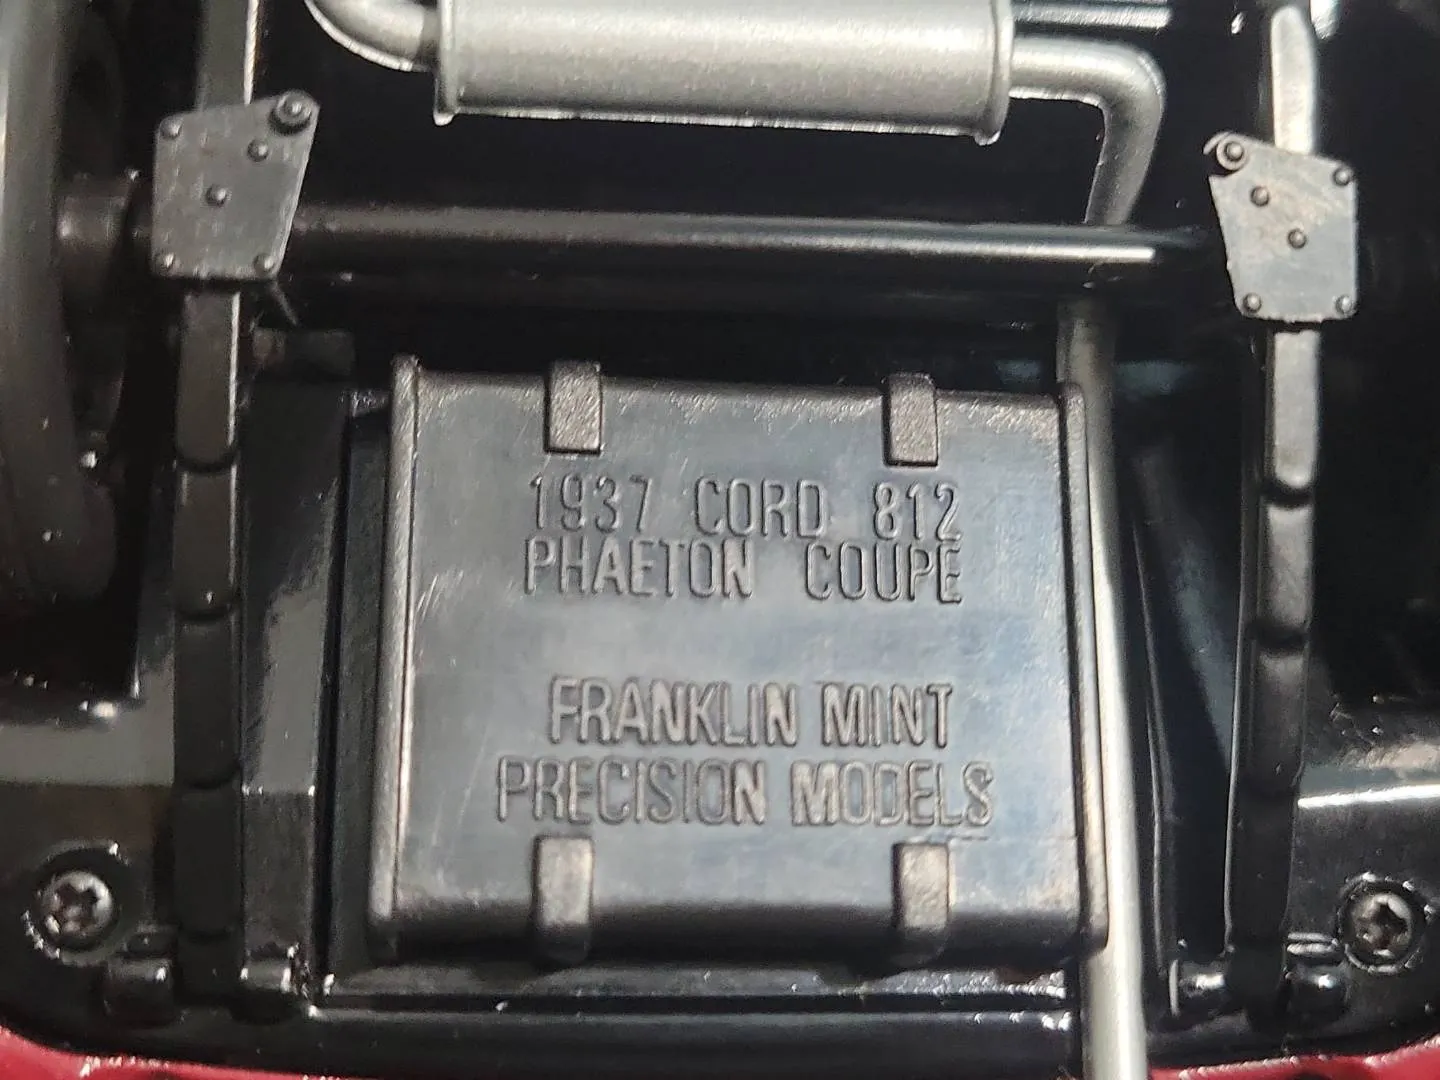 1937 CORD 812
PHAETON COUPE
FRANKLIN MINT
PRECISION MODELS